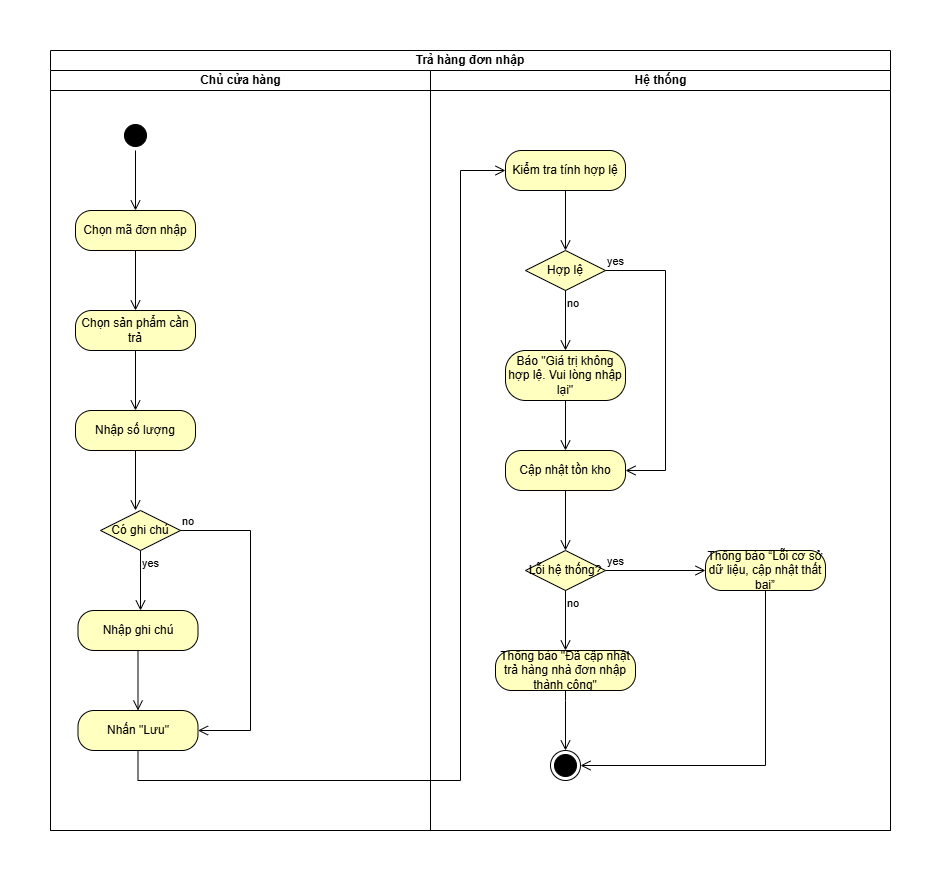 Trả hàng đơn nhập
Chủ cửa hàng
Hệ thống
Chọn mã đơn nhập
Chọn sản phẩm cần
trả
Nhập số lượng
Có ghi chú
no
yes
Nhập ghi chú
Nhấn "Lưu"
Kiểm tra tính hợp lệ
Hợp lệ
yes
no
Báo "Giá trị không
hợp lệ. Vui lòng nhập
lại"
Cập nhật tồn kho
Lỗi hệ thống?
yes
no
Thông báo “Lỗi cơ sở
dữ liệu, cập nhật thất
bại”
Thông báo "Đã cập nhật
trả hàng nhà đơn nhập
thành công"